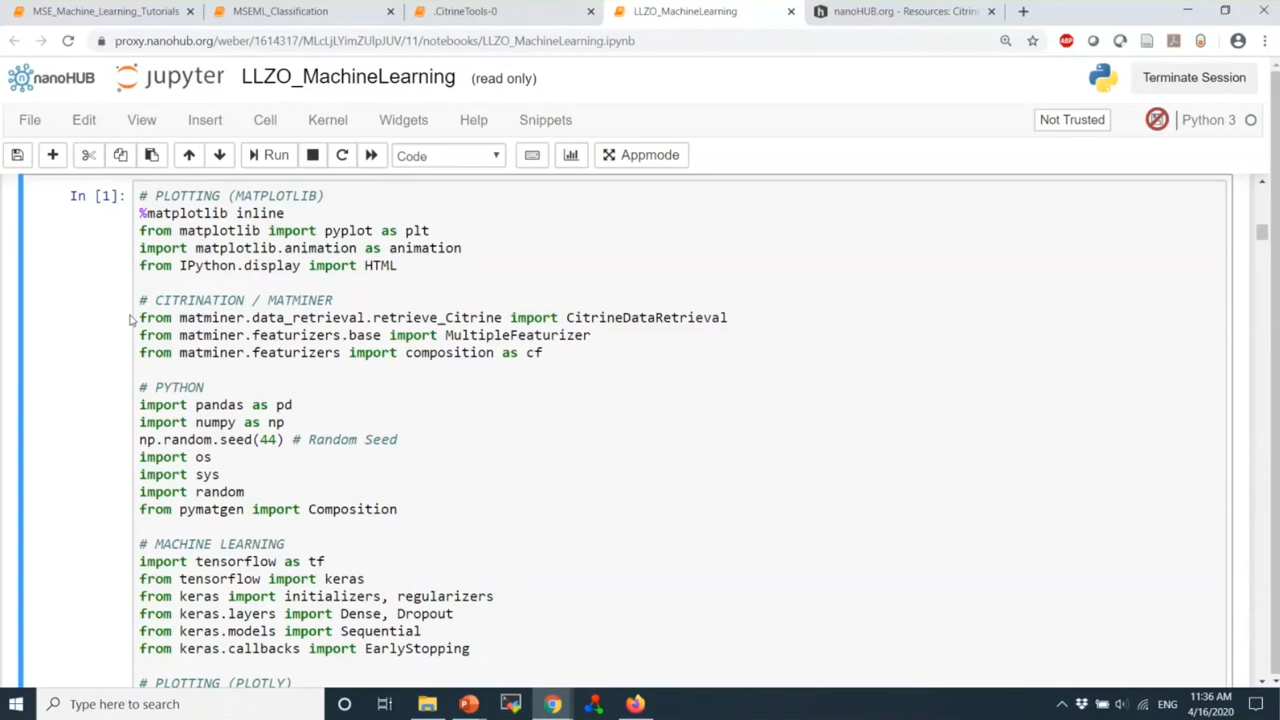 MSE_Machine_Learning_Tutorials
MSEML_Classification
.CitrineTools-0
LLZO_MachineLearning
nanoHUB.org - Resources: Citrin
proxy.nanohub.org/weber/1614317/MLcLjLYimZUlpJUV/11/notebooks/LLZO_MachineLearning.ipynb
ABP
nanoHUB
jupyter
LLZO_MachineLearning (read only)
Terminate Session
File Edit View Insert Cell Kernel Widgets Help Snippets
Not Trusted
Python 3
Run
Code
Appmode
In [1]:
# PLOTTING (MATPLOTLIB)
%matplotlib inline
from matplotlib import pyplot as plt
import matplotlib.animation as animation
from IPython.display import HTML
# CITRINATION / MATMINER
from matminer.data_retrieval.retrieve_Citrine import CitrineDataRetrieval
from matminer.featurizers.base import MultipleFeaturizer
from matminer.featurizers import composition as cf
# PYTHON
import pandas as pd
import numpy as np
np.random.seed(44) # Random Seed
import os
import sys
import random
from pymatgen import Composition
# MACHINE LEARNING
import tensorflow as tf
from tensorflow import keras
from keras import initializers, regularizers
from keras.layers import Dense, Dropout
from keras.models import Sequential
from keras.callbacks import EarlyStopping
# PLOTTING (PLOTLY)
Type here to search
ENG
11:36 AM
4/16/2020